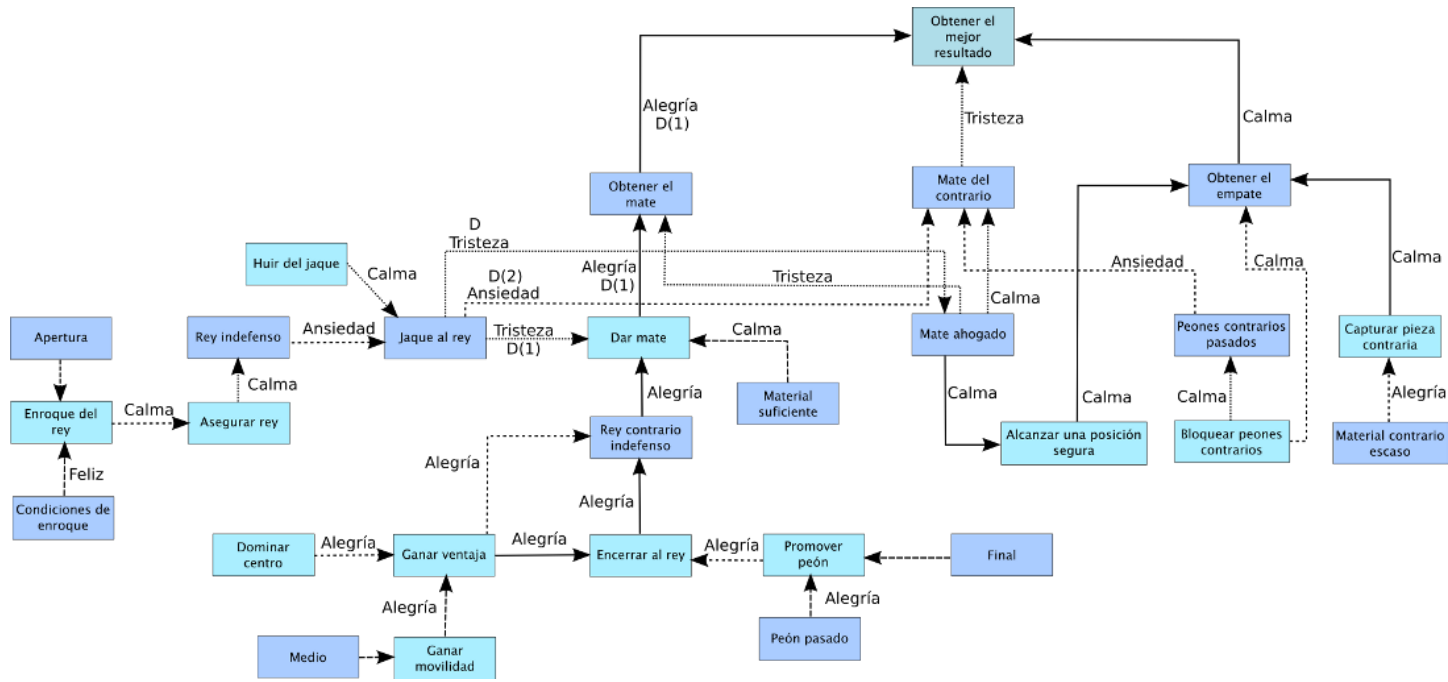 Obtener el
mejor
resultado
Alegría
D(1)
Tristeza
Calma
Obtener el
mate
Mate del
contrario
Obtener el
empate
D
Tristeza
Huir del jaque
Calma
Alegría
D(1)
Tristeza
Ansiedad
Calma
Calma
D(2)
Ansiedad
Calma
Apertura
Rey indefenso
Ansiedad
Jaque al rey
Tristeza
D(1)
Dar mate
Calma
Mate ahogado
Peones contrarios
pasados
Capturar pieza
contraria
Enroque del
rey
Calma
Calma
Asegurar rey
Alegría
Material
suficiente
Calma
Calma
Calma
Alegría
Rey contrario
indefenso
Alcanzar una posición
segura
Bloquear peones
contrarios
Material contrario
escaso
Feliz
Alegría
Condiciones de
enroque
Alegría
Dominar
centro
Alegría
Ganar ventaja
Alegría
Encerrar al rey
Alegría
Promover
peón
Final
Alegría
Alegría
Medio
Ganar
movilidad
Peón pasado